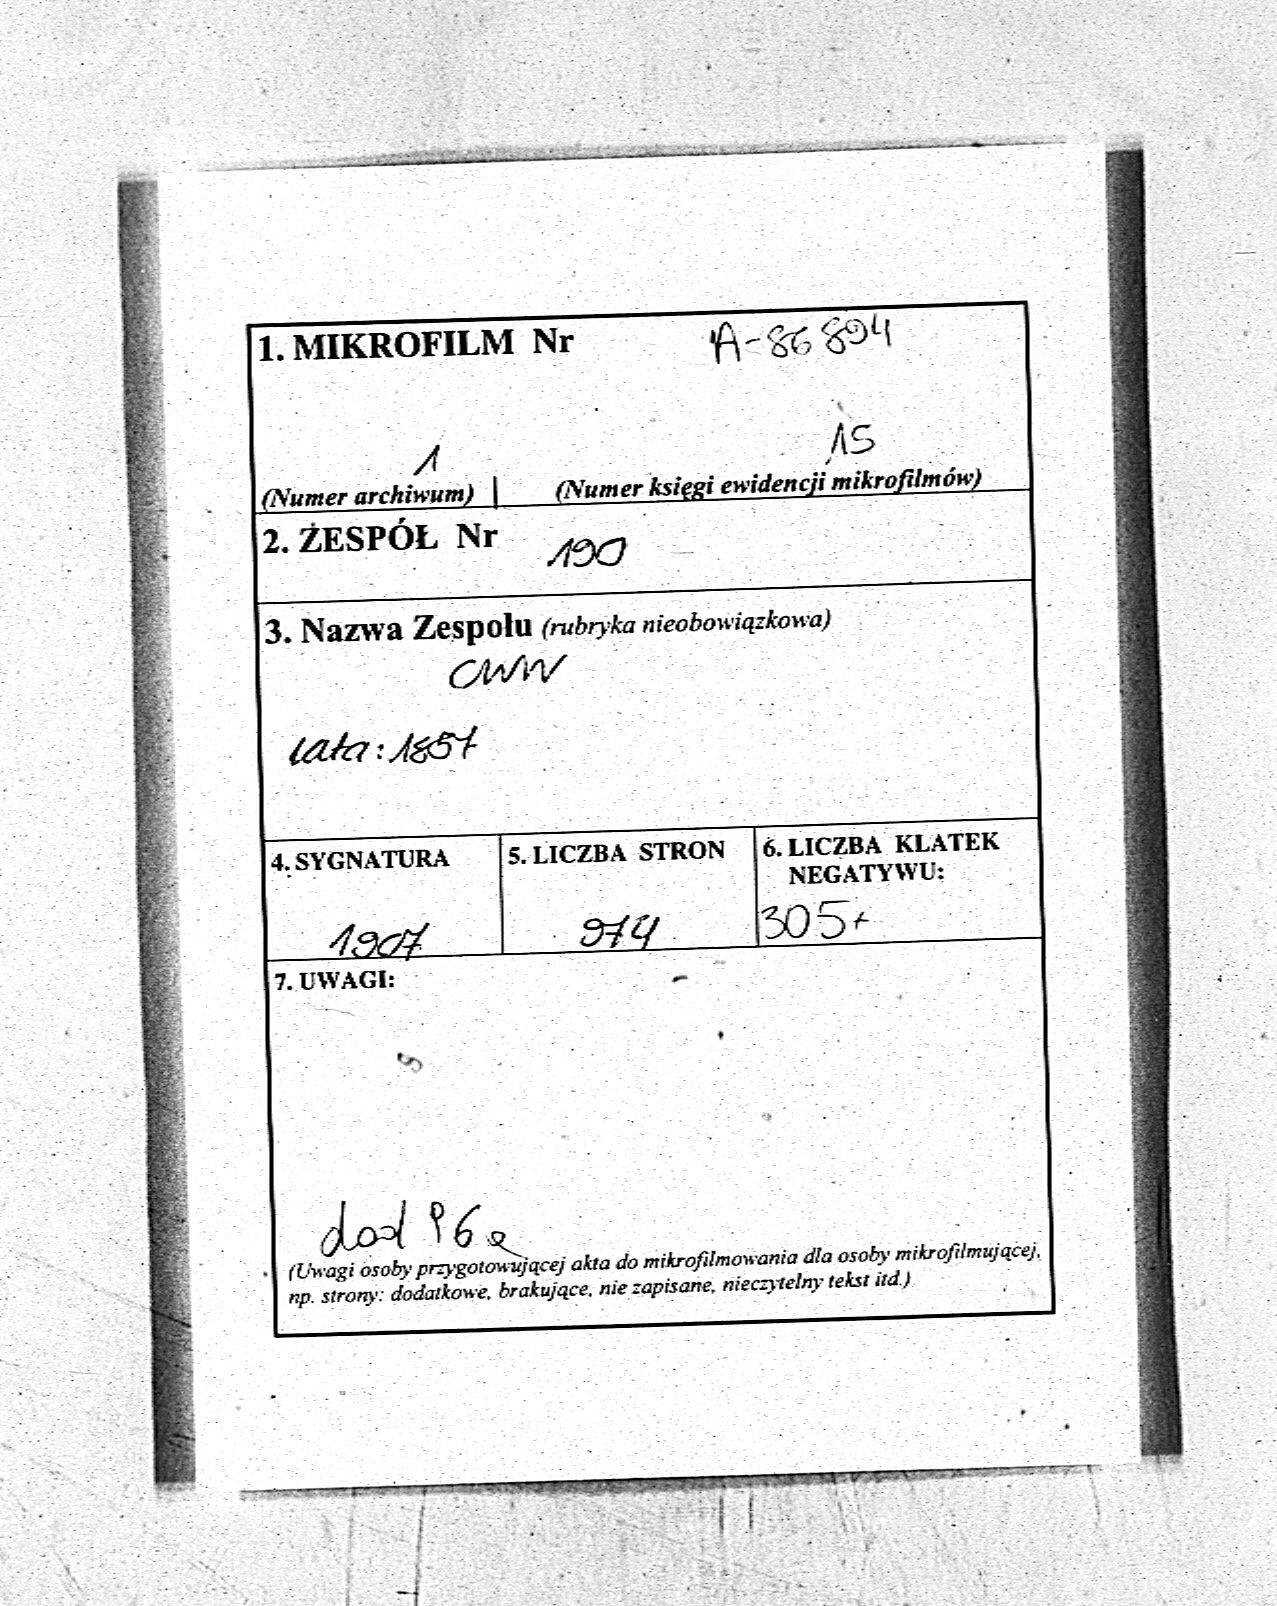 1. MIKROFILM Nr A-86894
1 15
(Numer archiwum) | (Numer księgi ewidencji mikrofilmów)
2. ZESPÓŁ Nr 190
3. Nazwa Zespołu (rubryka nieobowiązkowa)
CWW
lata: 1857
4. SYGNATURA
1907
5. LICZBA STRON
974
6. LICZBA KLATEK
NEGATYWU:
305+
7. UWAGI:
dod
(Uwagi osoby przygotowującej akta do mikrofilmowania dla osoby mikrofilmującej,
np. strony: dodatkowe, brakujące, nie zapisane, nieczytelny tekst itd.)